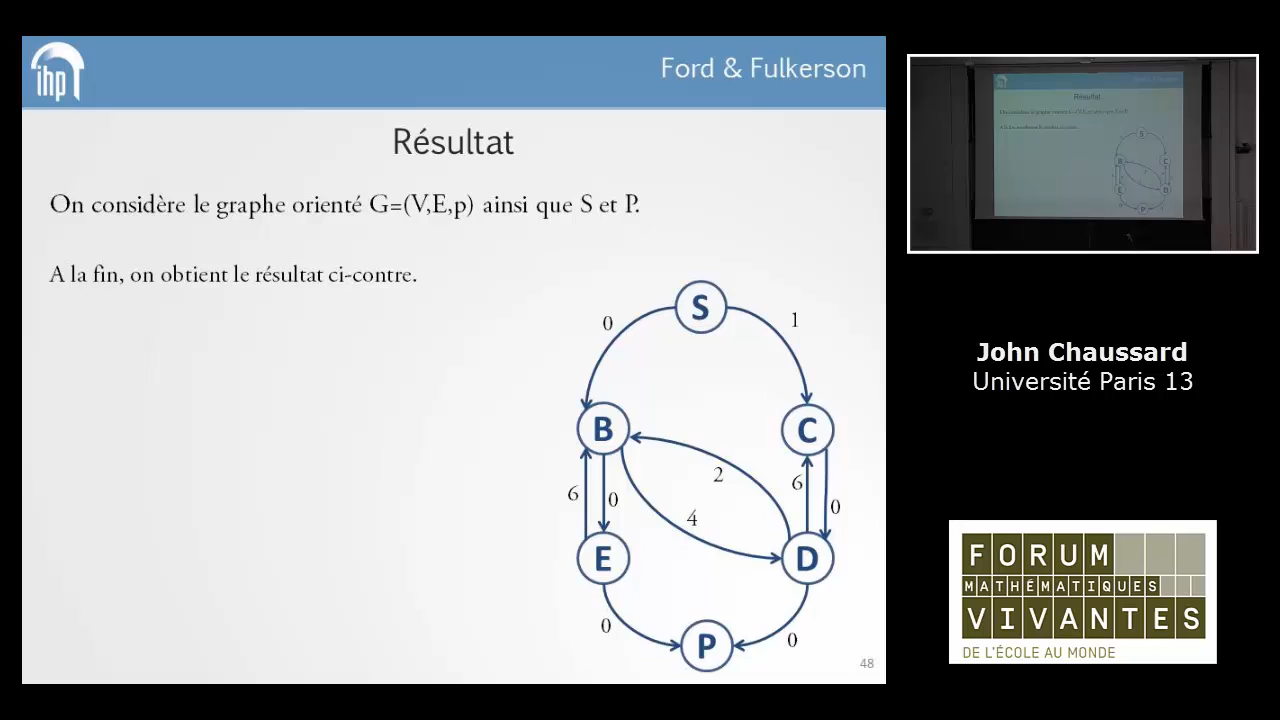 ihp
Ford & Fulkerson
Résultat
On considère le graphe orienté G=(V,E,p) ainsi que S et P.
A la fin, on obtient le résultat ci-contre.
S
0
1
B
C
2
6
0
6
0
4
E
D
0
0
P
48
Résultat
John Chaussard
Université Paris 13
FORUM
MATHÉMATIQUES
VIVANTES
DE L'ÉCOLE AU MONDE